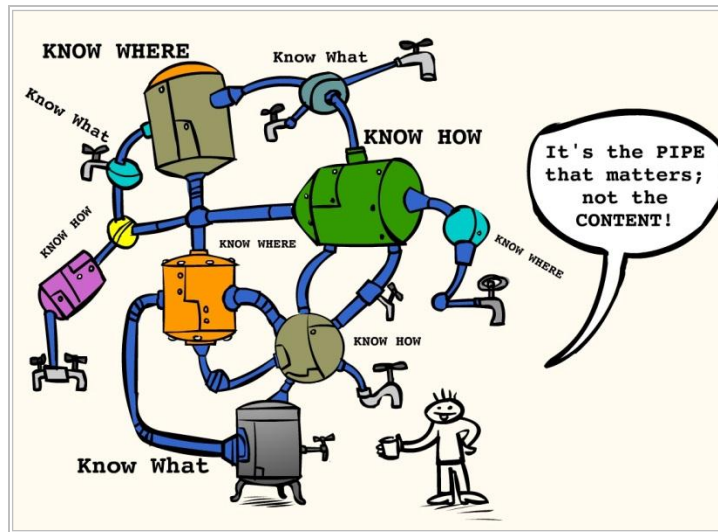 KNOW WHERE
Know What
Know What
KNOW HOW
KNOW HOW
KNOW WHERE
KNOW WHERE
KNOW HOW
Know What
It's the PIPE
that matters;
not the
CONTENT!